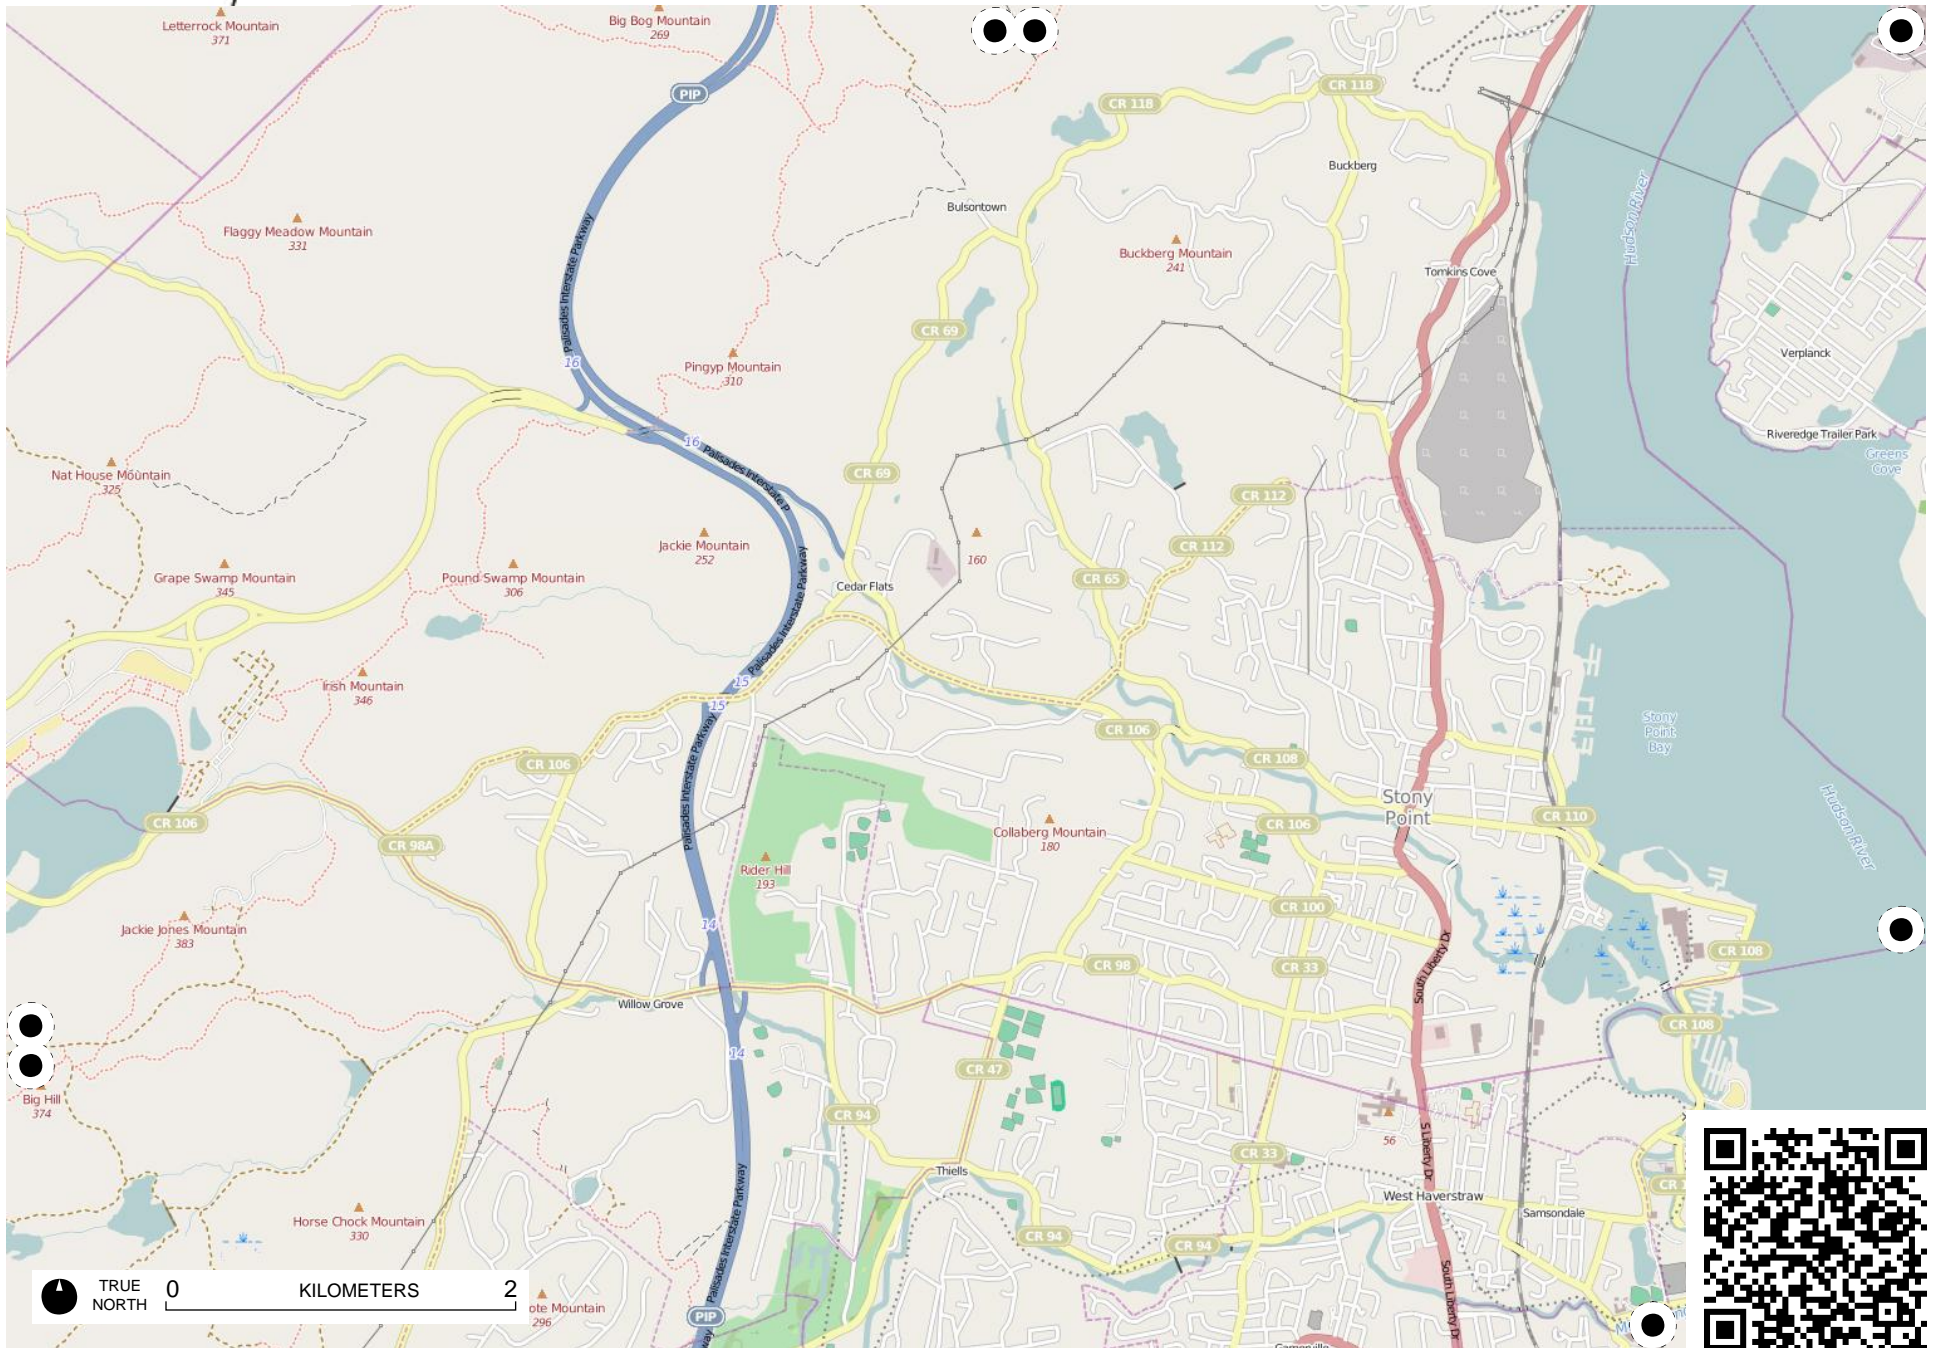 Letterrock Mountain
371
Big Bog Mountain
269
PIP
CR 118
CR 118
Buckberg
Bulsontown
Hudson River
Flaggy Meadow Mountain
331
Buckberg Mountain
241
Tomkins Cove
Palisades Interstate Parkway
CR 69
16
Pingyp Mountain
310
Verplanck
Riveredge Trailer Park
Greens
Cove
16
Palisades Interstate P
Nat House Mountain
325
CR 69
CR 112
Jackie Mountain
252
160
CR 112
Grape Swamp Mountain
345
Pound Swamp Mountain
306
Cedar Flats
CR 65
Palisades Interstate Parkway
Irish Mountain
346
15
15
Palisades Interstate Parkway
CR 106
CR 106
CR 108
Stony
Point
Bay
Stony
Point
Hudson River
CR 106
CR 98A
Collaberg Mountain
180
CR 106
CR 110
Rider Hill
193
CR 100
Jackie Jones Mountain
383
14
CR 98
CR 33
South Liberty Dr
CR 108
Willow Grove
CR 108
14
CR 47
Big Hill
374
CR 94
56
CR 33
S Liberty Dr
Thiells
West Haverstraw
Samsondale
Horse Chock Mountain
330
Palisades Interstate Parkway
CR 94
CR 94
South Liberty Dr
TRUE
NORTH
0
KILOMETERS
2
ote Mountain
296
PIP
way